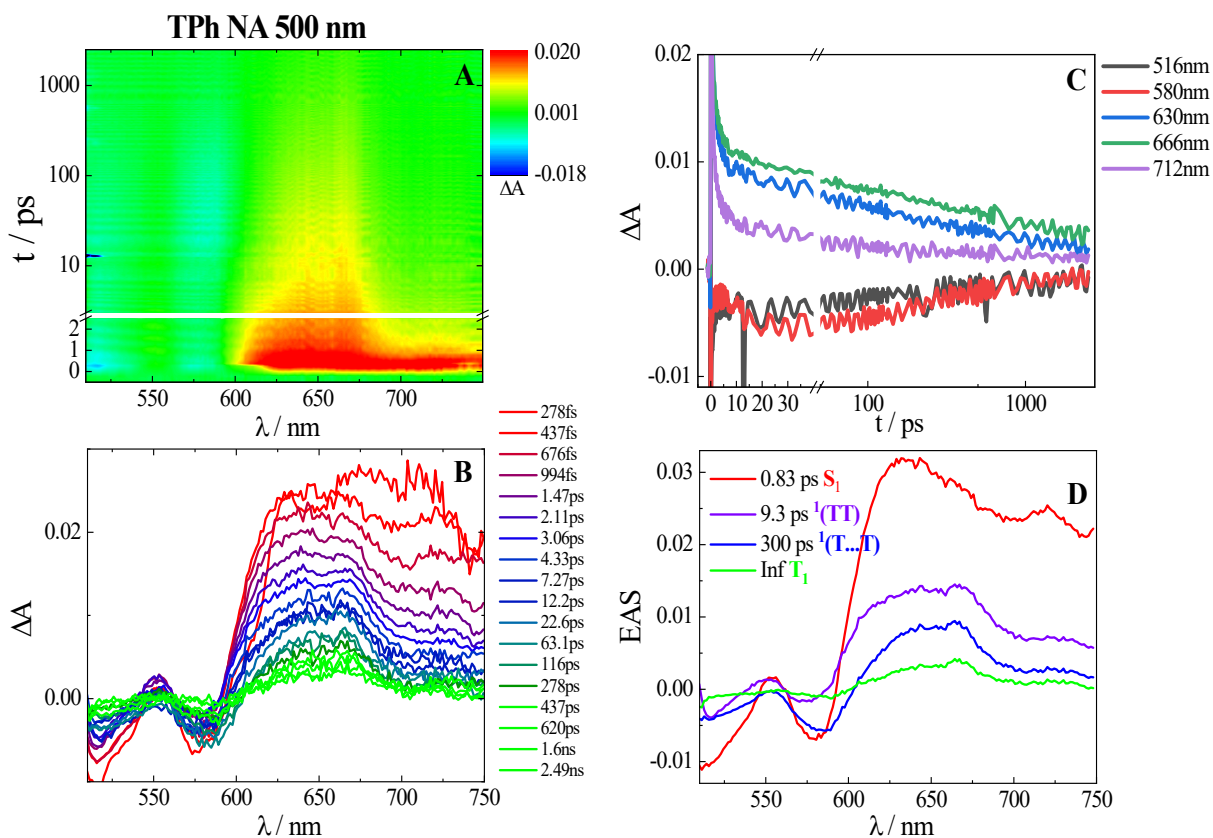 TPh NA 500 nm
A
0.020
0.001
-0.018
ΔA
1000
100
10
2
1
0
t / ps
550 600 650 700
λ / nm
C
0.02
0.01
0.00
-0.01
ΔA
0 10 20 30 100 1000
t / ps
516nm
580nm
630nm
666nm
712nm
B
0.02
0.00
ΔA
550 600 650 700 750
λ / nm
278fs
437fs
676fs
994fs
1.47ps
2.11ps
3.06ps
4.33ps
7.27ps
12.2ps
22.6ps
63.1ps
116ps
278ps
437ps
620ps
1.6ns
2.49ns
D
0.03
0.02
0.01
0.00
-0.01
EAS
0.83 ps S₁
9.3 ps ¹(TT)
300 ps ¹(T...T)
Inf T₁
550 600 650 700 750
λ / nm